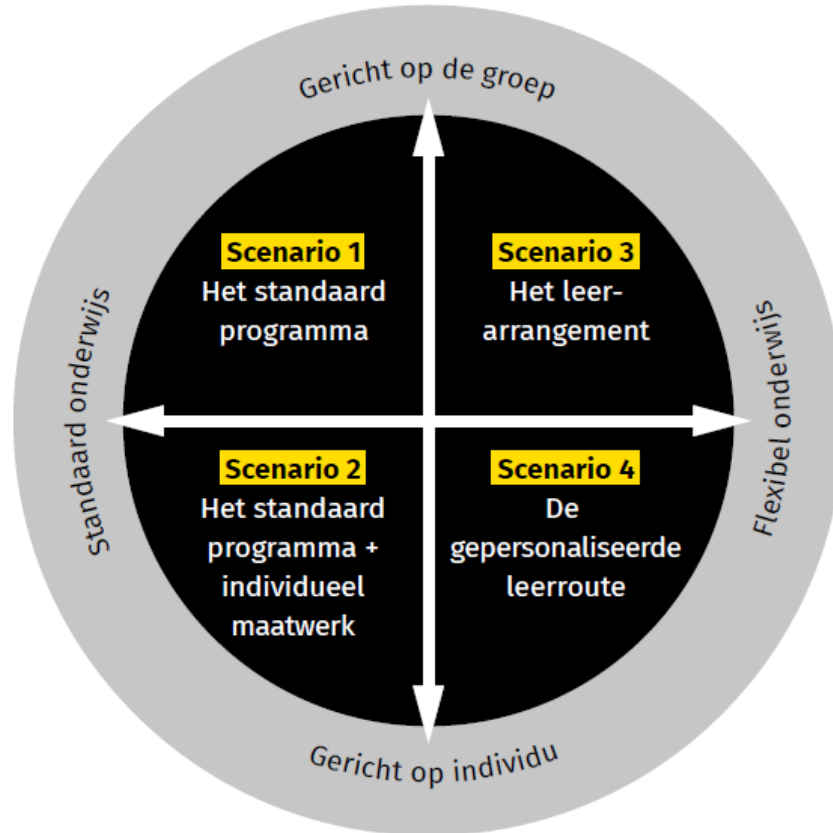 Gericht op de groep
Standaard onderwijs
Flexibel onderwijs
Scenario 1
Het standaard
programma
Scenario 3
Het leer-
arrangement
Scenario 2
Het standaard
programma +
individueel
maatwerk
Scenario 4
De
gepersonaliseerde
leerroute
Gericht op individu